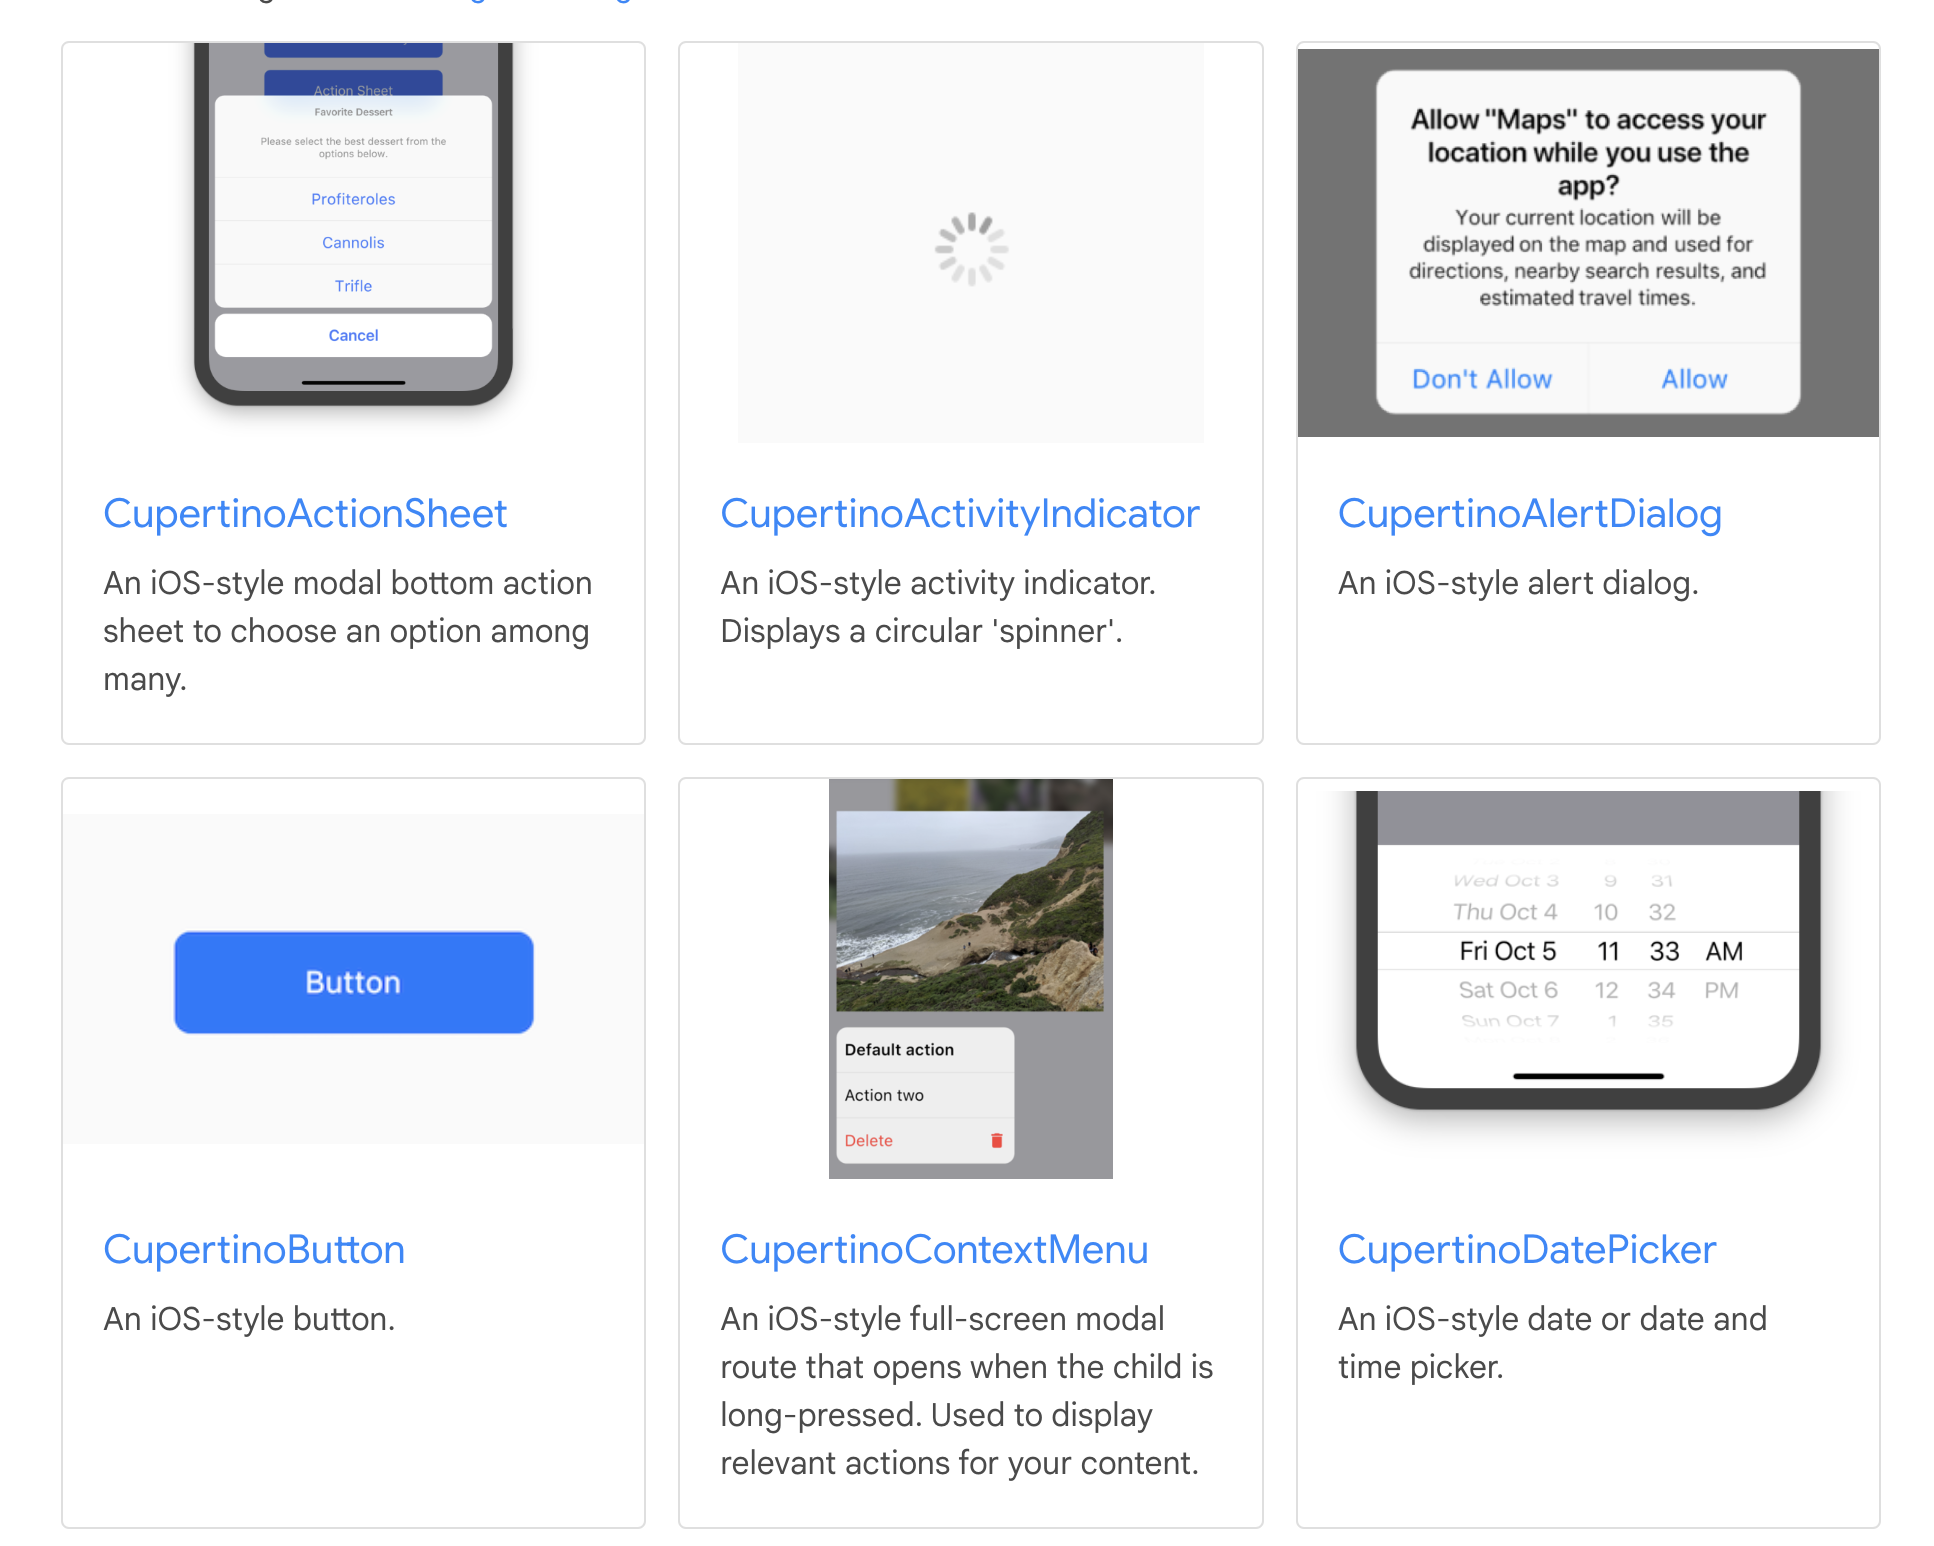 Action Sheet
Favorite Dessert
Please select the best dessert from the
options below.
Profiteroles
Cannolis
Trifle
Cancel
CupertinoActionSheet
An iOS-style modal bottom action
sheet to choose an option among
many.
CupertinoActivityIndicator
An iOS-style activity indicator.
Displays a circular 'spinner'.
Allow "Maps" to access your
location while you use the
app?
Your current location will be
displayed on the map and used for
directions, nearby search results, and
estimated travel times.
Don't Allow Allow
CupertinoAlertDialog
An iOS-style alert dialog.
Button
CupertinoButton
An iOS-style button.
Default action
Action two
Delete
CupertinoContextMenu
An iOS-style full-screen modal
route that opens when the child is
long-pressed. Used to display
relevant actions for your content.
Wed Oct 3 9 31
Thu Oct 4 10 32
Fri Oct 5 11 33 AM
Sat Oct 6 12 34 PM
Sun Oct 7 1 35
CupertinoDatePicker
An iOS-style date or date and
time picker.